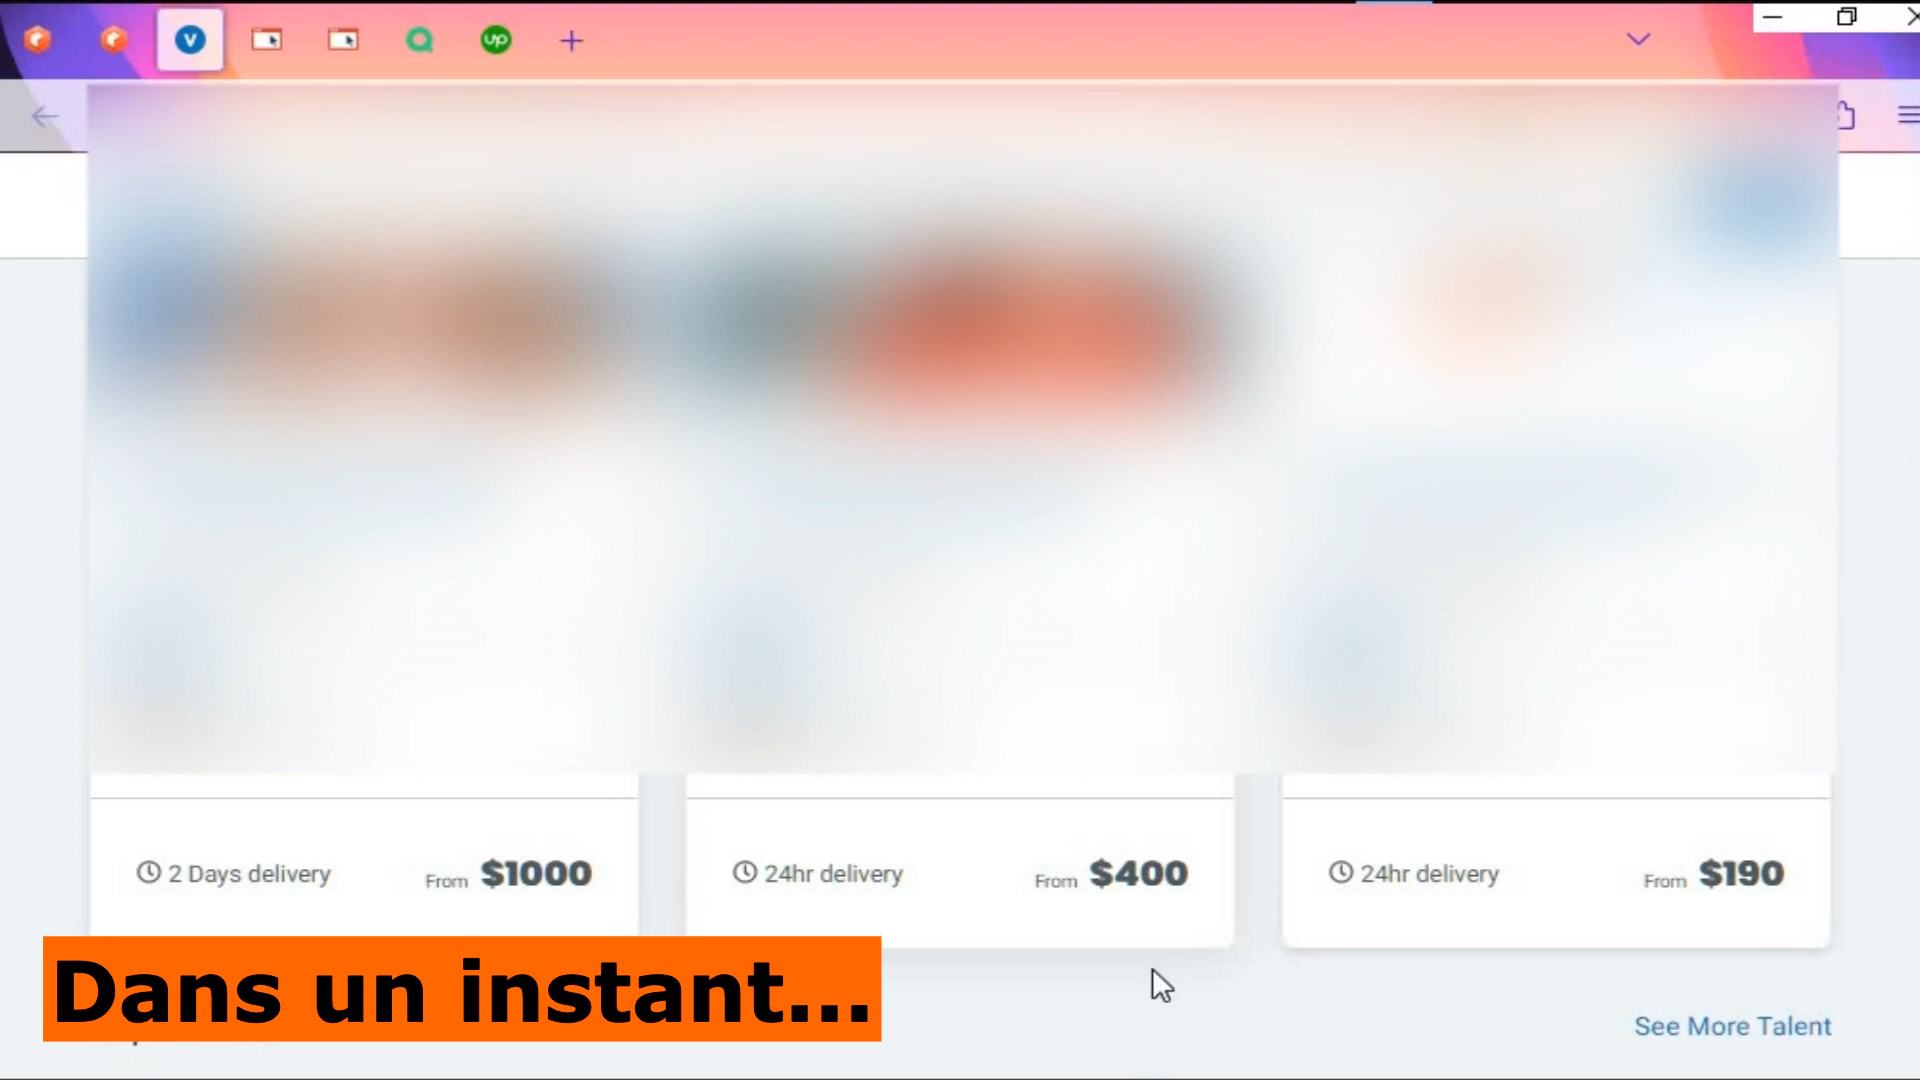 V
up
2 Days delivery From $1000
24hr delivery From $400
24hr delivery From $190
Dans un instant...
See More Talent